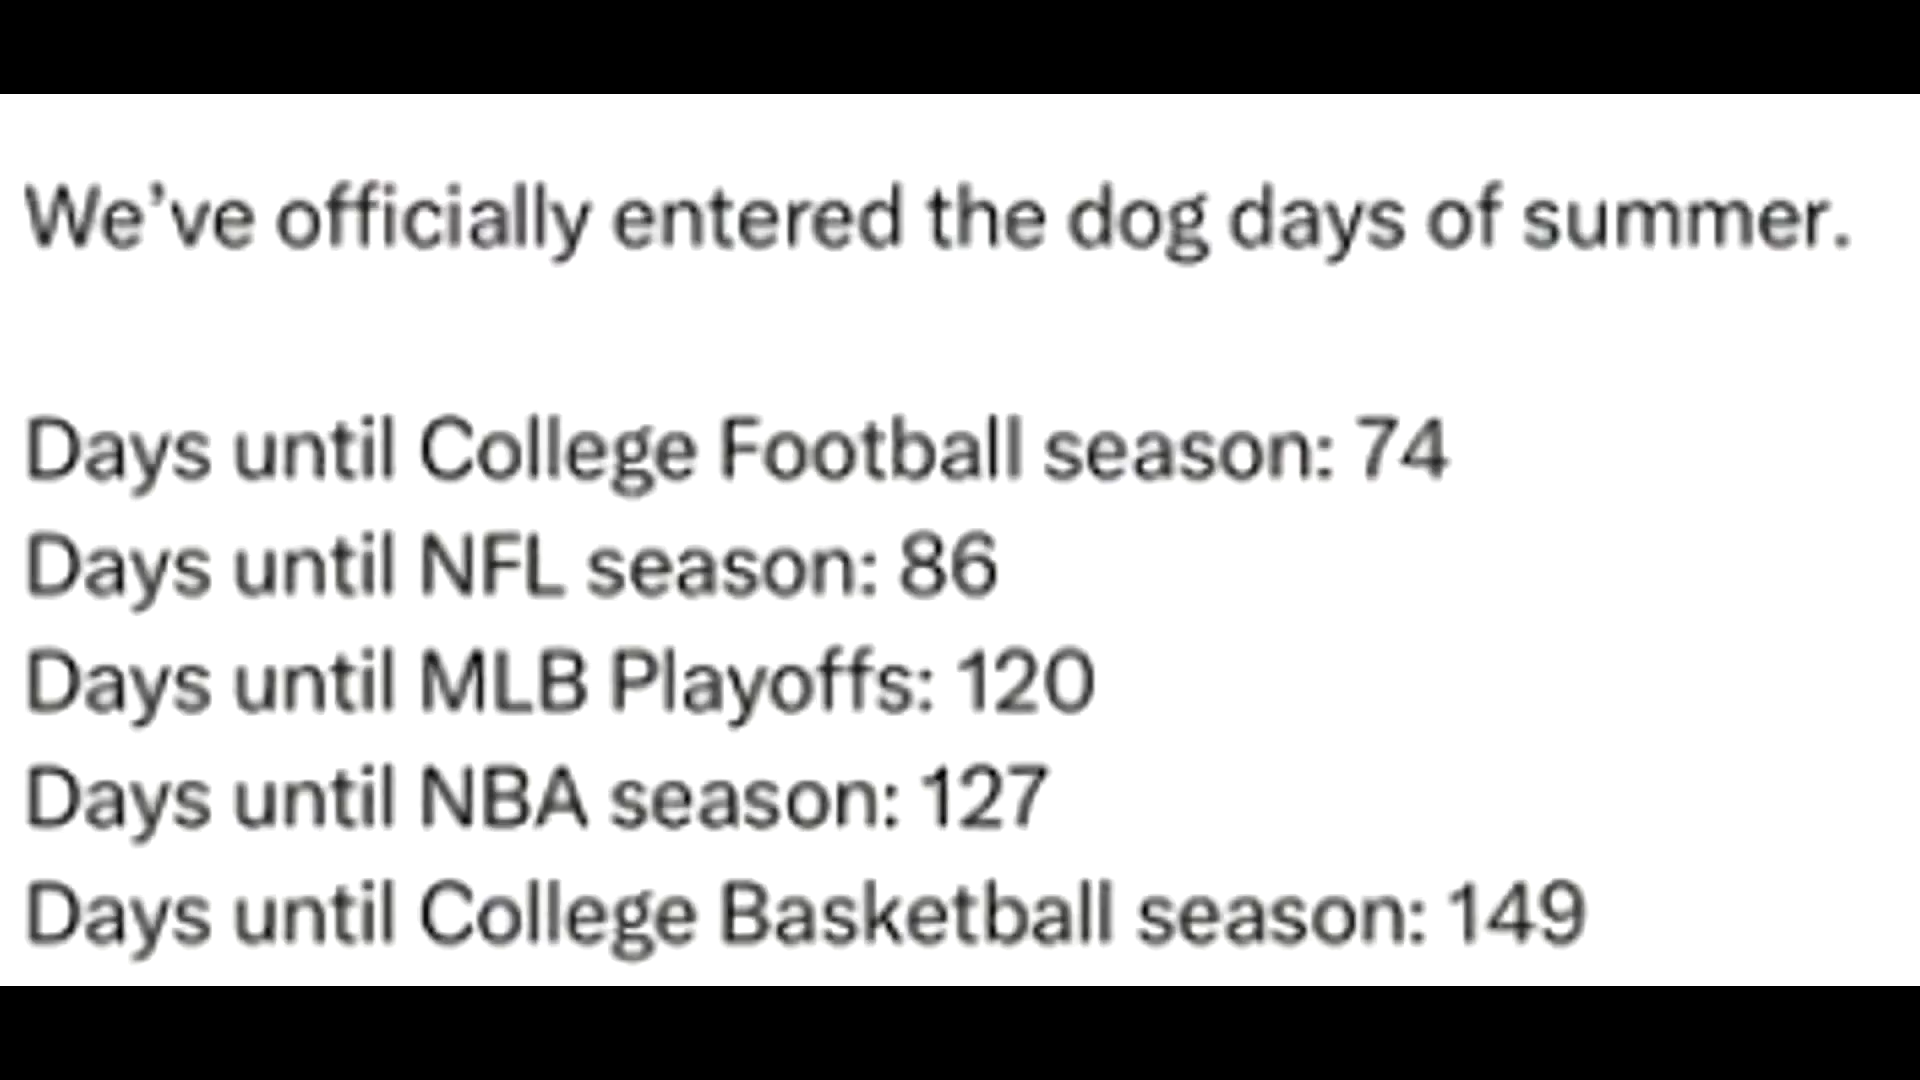 We’ve officially entered the dog days of summer.
Days until College Football season: 74
Days until NFL season: 86
Days until MLB Playoffs: 120
Days until NBA season: 127
Days until College Basketball season: 149